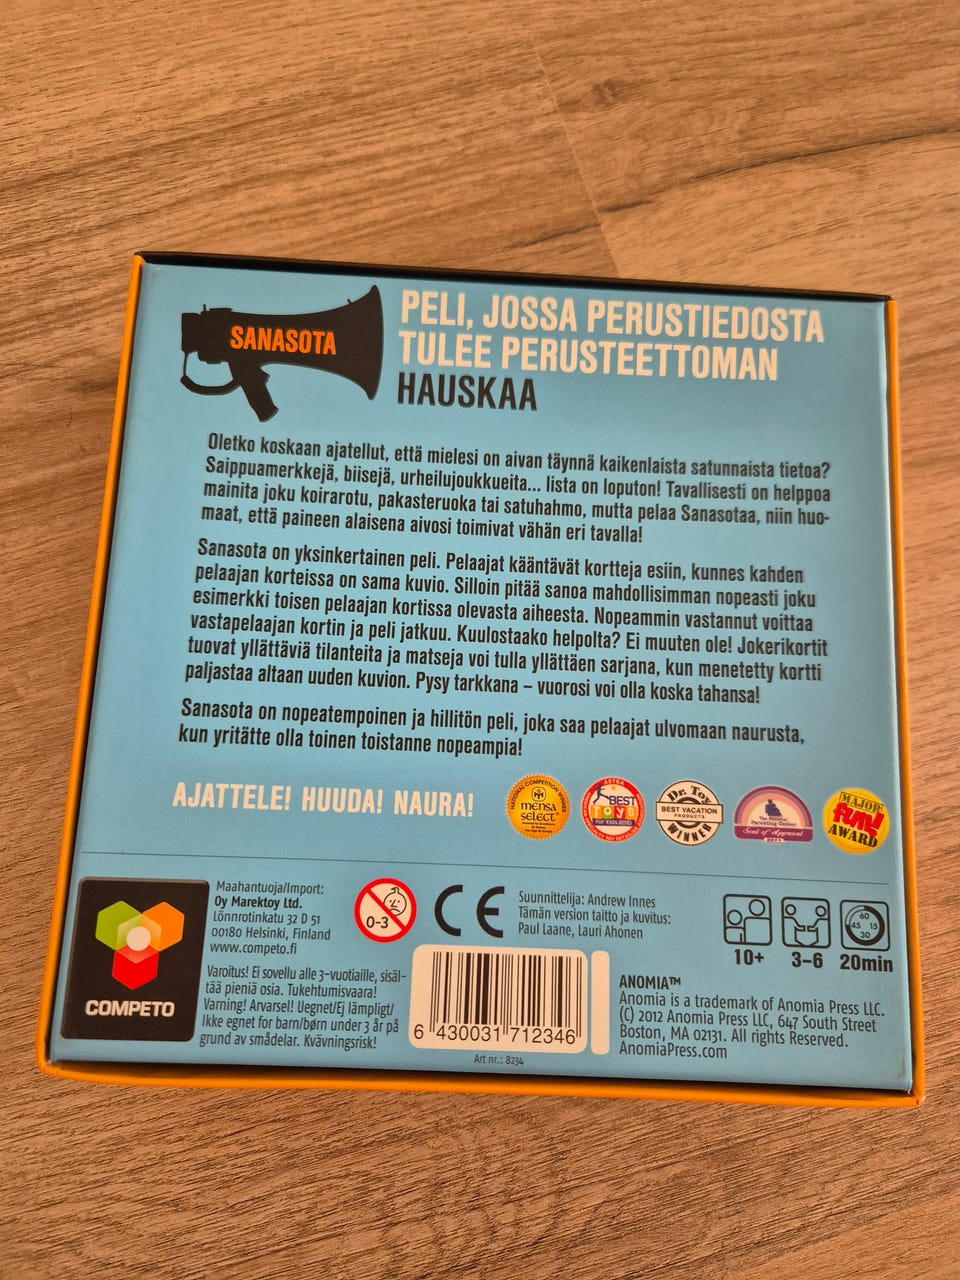 SANASOTA
PELI, JOSSA PERUSTIEDOSTA
TULEE PERUSTEETTOMAN
HAUSKAA
Oletko koskaan ajatellut, että mielesi on aivan täynnä kaikenlaista satunnaista tietoa?
Saippuamerkkejä, biisejä, urheilujoukkueita... lista on loputon! Tavallisesti on helppoa
mainita joku koirarotu, pakasteruoka tai satuhahmo, mutta pelaa Sanasotaa, niin huo-
maat, että paineen alaisena aivosi toimivat vähän eri tavalla!
Sanasota on yksinkertainen peli. Pelaajat kääntävät kortteja esiin, kunnes kahden
pelaajan korteissa on sama kuvio. Silloin pitää sanoa mahdollisimman nopeasti joku
esimerkki toisen pelaajan kortissa olevasta aiheesta. Nopeammin vastannut voittaa
vastapelaajan kortin ja peli jatkuu. Kuulostaako helpolta? Ei muuten ole! Jokerikortit
tuovat yllättäviä tilanteita ja matseja voi tulla yllättäen sarjana, kun menetetty kortti
paljastaa altaan uuden kuvion. Pysy tarkkana – vuorosi voi olla koska tahansa!
Sanasota on nopeatempoinen ja hillitön peli, joka saa pelaajat ulvomaan naurusta,
kun yritätte olla toinen toistanne nopeampia!
AJATTELE! HUUDA! NAURA!
NATIONAL COMPETITION WINNER
mensa
select
ASTRA
BEST
TOYS
For Kids 2010
Dr. Toy
BEST VACATION
PRODUCTS
WINNER
The National
Parenting Center
Seal of Approval
MAJOR
fun!
AWARD
COMPETO
Maahantuoja/Import:
Oy Marektoy Ltd.
Lönnrotinkatu 32 D 51
00180 Helsinki, Finland
www.competo.fi
Varoitus! Ei sovellu alle 3-vuotiaille, sisäl-
tää pieniä osia. Tukehtumisvaara!
Varning! Arvarsel! Uegnet/Ej lämpligt/
Ikke egnet for barn/børn under 3 år på
grund av smådelar. Kvävningsrisk!
0-3
CE
Suunnittelija: Andrew Innes
Tämän version taitto ja kuvitus:
Paul Laane, Lauri Ahonen
6 430031 712346
Art nr.: 8234
60
45 15
30
10+ 3-6 20min
ANOMIA™
Anomia is a trademark of Anomia Press LLC.
(C) 2012 Anomia Press LLC, 647 South Street
Boston, MA 02131. All rights Reserved.
AnomiaPress.com